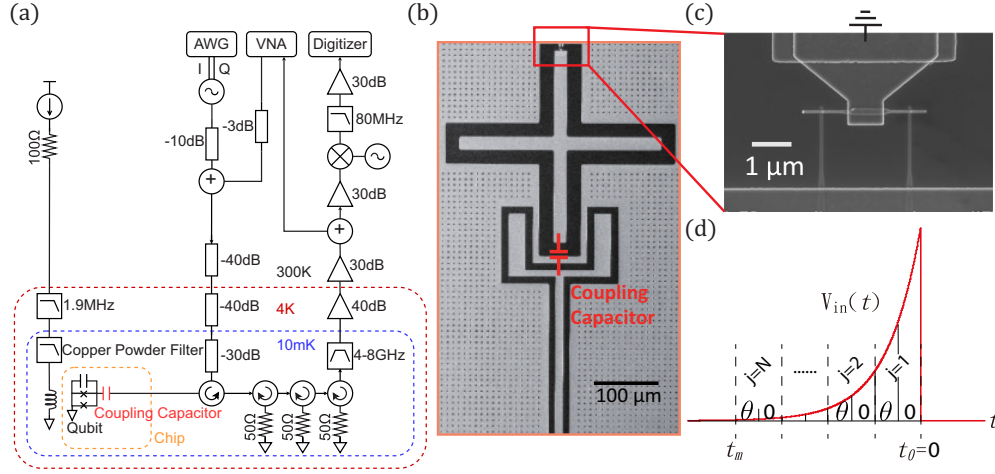 (a)
AWG
VNA
Digitizer
I
Q
30dB
-3dB
80MHz
-10dB
100Ω
30dB
-40dB
300K
30dB
1.9MHz
-40dB
4K
40dB
10mK
Copper Powder Filter
-30dB
4-8GHz
Coupling Capacitor
Qubit
Chip
50Ω
50Ω
50Ω
(b)
Coupling
Capacitor
100 μm
(c)
1 μm
(d)
Vin(t)
j=N
......
j=2
j=1
θ 0
θ 0
θ 0
t
tm
t0=0